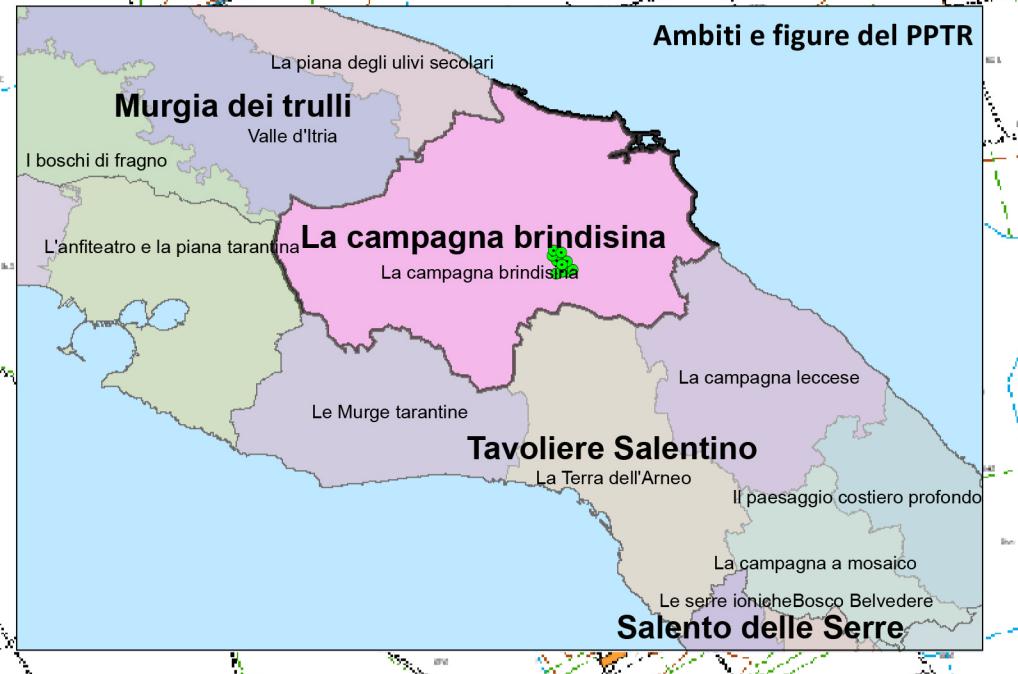 Ambiti e figure del PPTR
La piana degli ulivi secolari
Murgia dei trulli
Valle d'Itria
I boschi di fragno
La campagna brindisina
L'anfiteatro e la piana tarantina
La campagna brindisina
La campagna leccese
Le Murge tarantine
Tavoliere Salentino
La Terra dell'Arneo
Il paesaggio costiero profondo
La campagna a mosaico
Le serre ioniche
Bosco Belvedere
Salento delle Serre